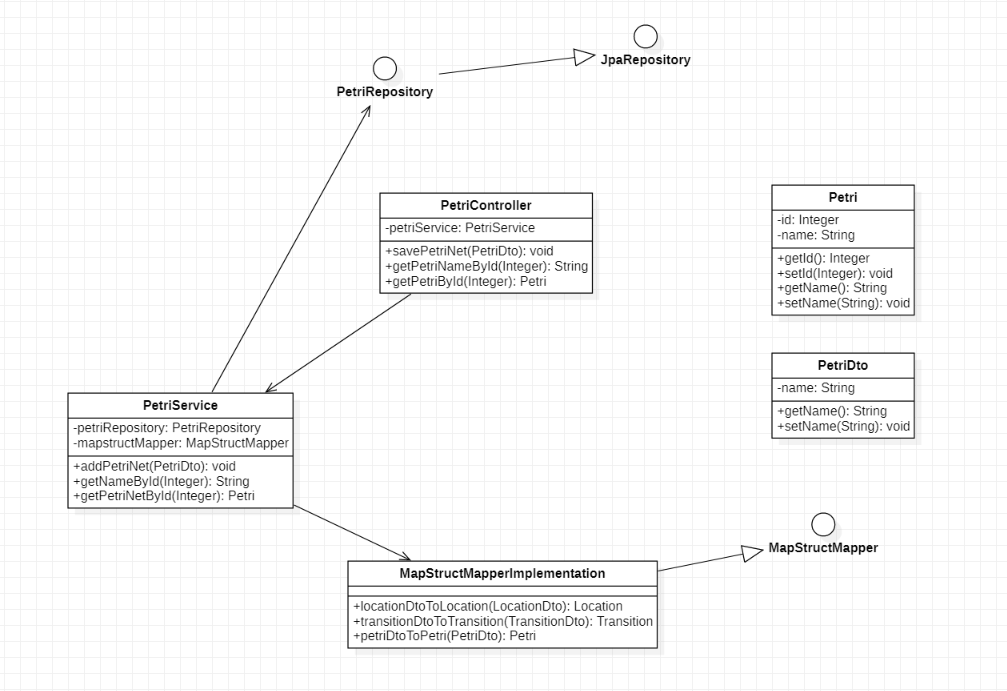 JpaRepository
PetriRepository
PetriController
-petriService: PetriService
+savePetriNet(PetriDto): void
+getPetriNameById(Integer): String
+getPetriById(Integer): Petri
Petri
-id: Integer
-name: String
+getId(): Integer
+setId(Integer): void
+getName(): String
+setName(String): void
PetriDto
-name: String
+getName(): String
+setName(String): void
PetriService
-petriRepository: PetriRepository
-mapstructMapper: MapStructMapper
+addPetriNet(PetriDto): void
+getNameById(Integer): String
+getPetriNetById(Integer): Petri
MapStructMapper
MapStructMapperImplementation
+locationDtoToLocation(LocationDto): Location
+transitionDtoToTransition(TransitionDto): Transition
+petriDtoToPetri(PetriDto): Petri